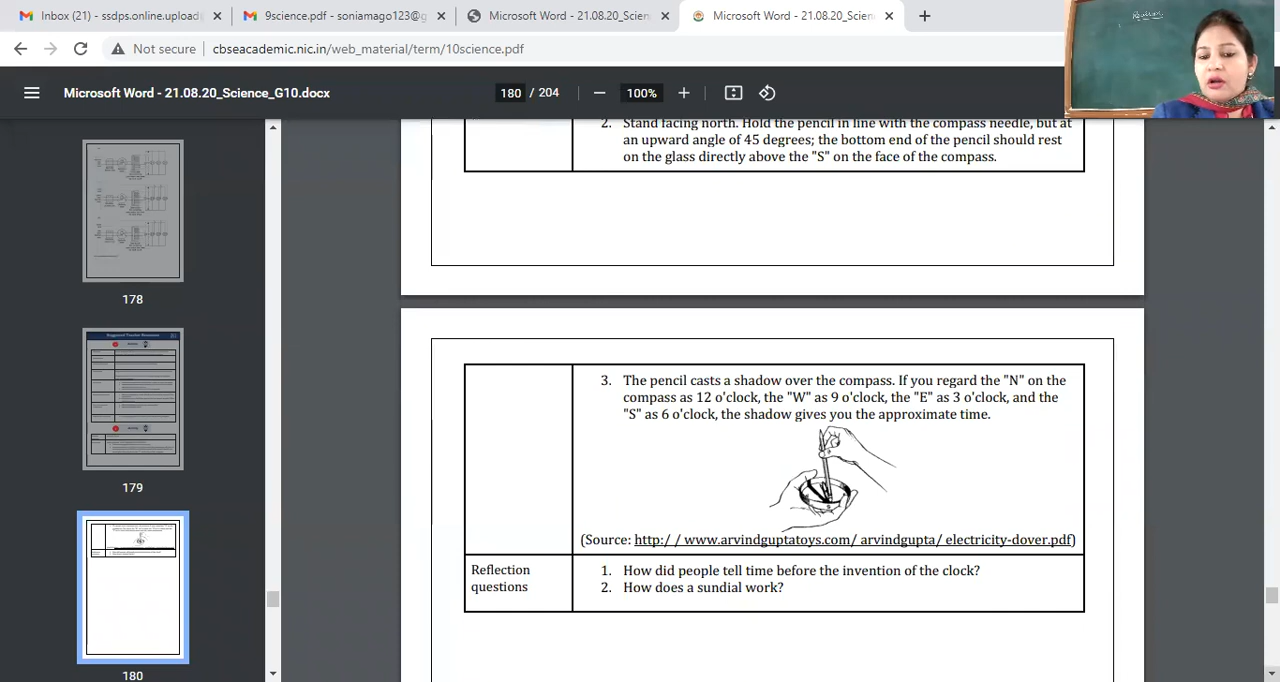 Inbox (21) - ssdps.online.upload
9science.pdf - soniamago123@g
Microsoft Word - 21.08.20_Scien
Microsoft Word - 21.08.20_Scien
Not secure
cbseacademic.nic.in/web_material/term/10science.pdf
Microsoft Word - 21.08.20_Science_G10.docx
180 / 204
100%
178
179
180
2. Stand facing north. Hold the pencil in line with the compass needle, but at
an upward angle of 45 degrees; the bottom end of the pencil should rest
on the glass directly above the "S" on the face of the compass.
3. The pencil casts a shadow over the compass. If you regard the "N" on the
compass as 12 o'clock, the "W" as 9 o'clock, the "E" as 3 o'clock, and the
"S" as 6 o'clock, the shadow gives you the approximate time.
(Source: http:/ / www.arvindguptatoys.com/ arvindgupta/ electricity-dover.pdf)
Reflection
questions
1. How did people tell time before the invention of the clock?
2. How does a sundial work?